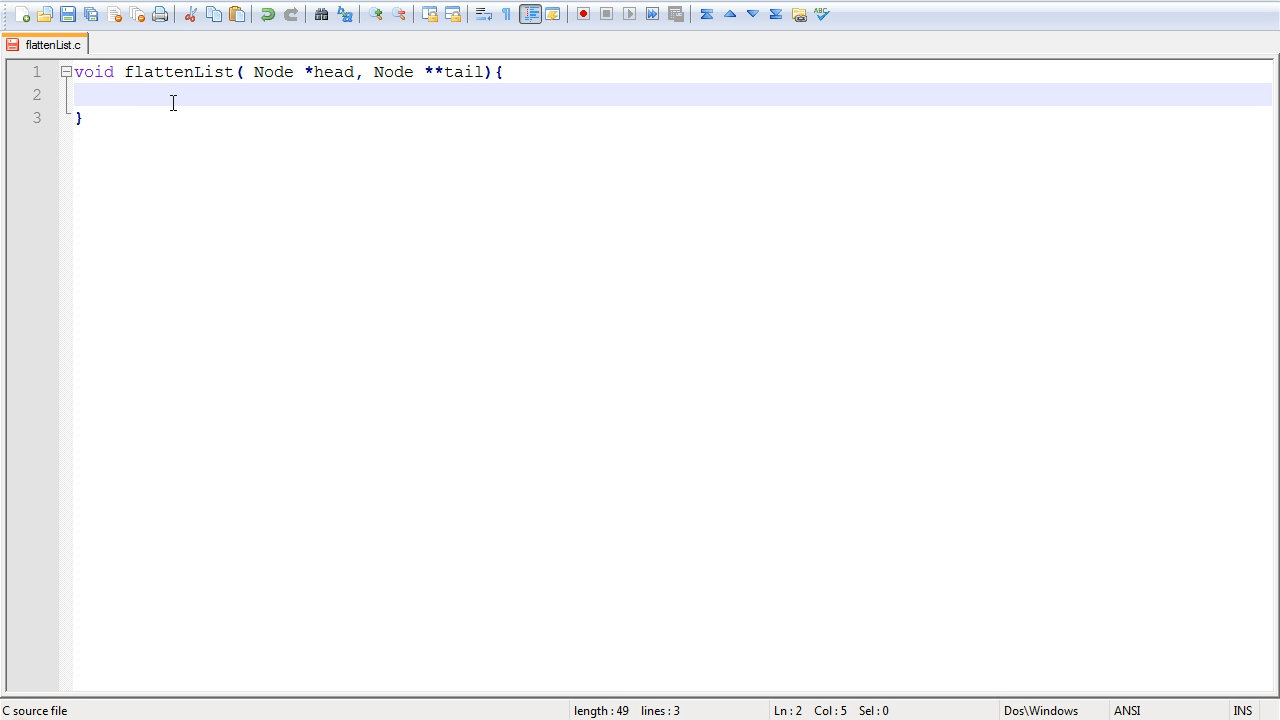 flattenList.c
1 void flattenList( Node *head, Node **tail){
2
3 }
C source file length : 49 lines : 3 Ln : 2 Col : 5 Sel : 0 Dos\Windows ANSI INS